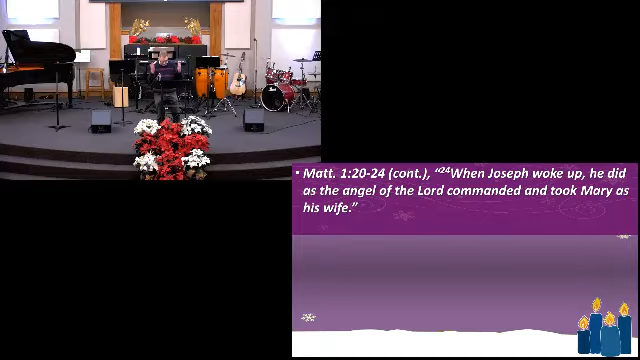 • Matt. 1:20-24 (cont.), “²⁴When Joseph woke up, he did
as the angel of the Lord commanded and took Mary as
his wife.”